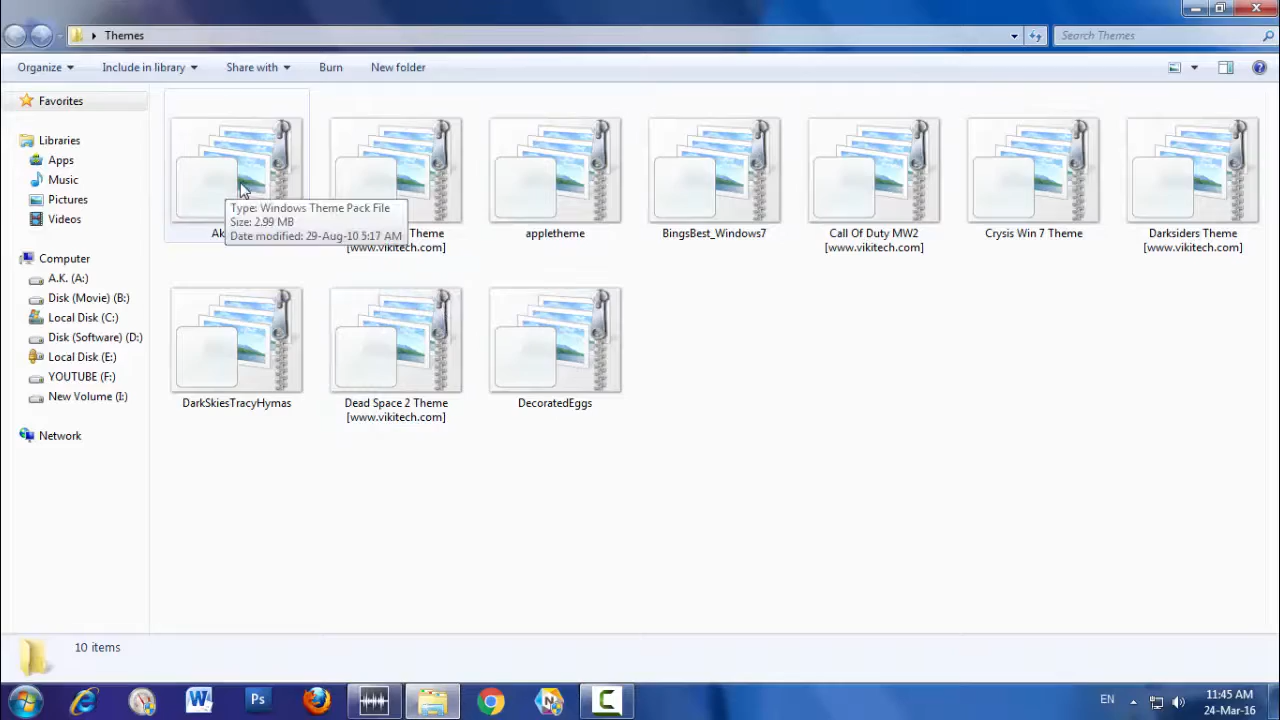 Themes
Search Themes
Organize
Include in library
Share with
Burn
New folder
Favorites
Libraries
Apps
Music
Pictures
Videos
Computer
A.K. (A:)
Disk (Movie) (B:)
Local Disk (C:)
Disk (Software) (D:)
Local Disk (E:)
YOUTUBE (F:)
New Volume (I:)
Network
Type: Windows Theme Pack File
Size: 2.99 MB
Date modified: 29-Aug-10 5:17 AM
Theme
[www.vikitech.com]
appletheme
BingsBest_Windows7
Call Of Duty MW2
[www.vikitech.com]
Crysis Win 7 Theme
Darksiders Theme
[www.vikitech.com]
DarkSkiesTracyHymas
Dead Space 2 Theme
[www.vikitech.com]
DecoratedEggs
10 items
W
Ps
N
C
EN
11:45 AM
24-Mar-16